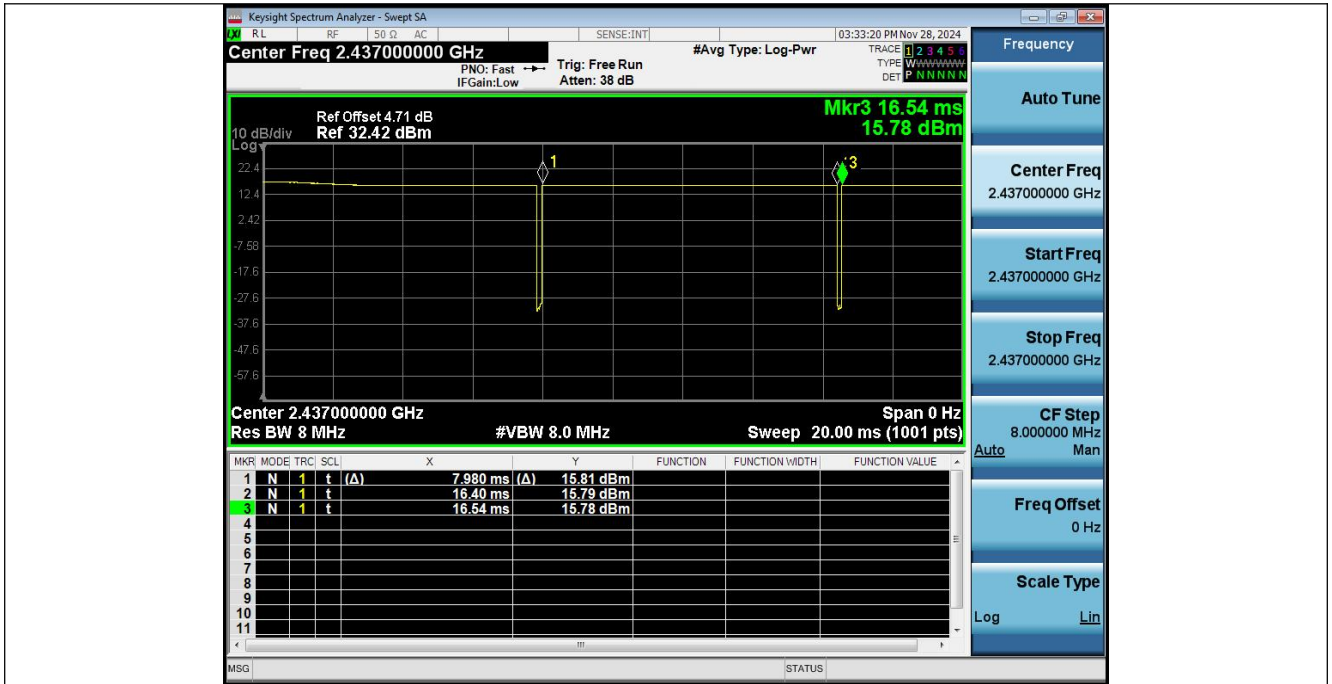 Keysight Spectrum Analyzer - Swept SA
LXI RL RF 50 Ω AC SENSE:INT 03:33:20 PM Nov 28, 2024
Center Freq 2.437000000 GHz #Avg Type: Log-Pwr TRACE 1 2 3 4 5 6
PNO: Fast Trig: Free Run TYPE WWWWWW
IFGain:Low Atten: 38 dB DET P N N N N N
Mkr3 16.54 ms
15.78 dBm
Ref Offset 4.71 dB
10 dB/div Ref 32.42 dBm
Log
1
3
22.4
12.4
2.42
-7.58
-17.6
-27.6
-37.6
-47.6
-57.6
Center 2.437000000 GHz Span 0 Hz
Res BW 8 MHz #VBW 8.0 MHz Sweep 20.00 ms (1001 pts)
MKR MODE TRC SCL X Y FUNCTION FUNCTION WIDTH FUNCTION VALUE
1 N 1 t (Δ) 7.980 ms (Δ) 15.81 dBm
2 N 1 t 16.40 ms 15.79 dBm
3 N 1 t 16.54 ms 15.78 dBm
4
5
6
7
8
9
10
11
MSG STATUS
Frequency
Auto Tune
Center Freq
2.437000000 GHz
Start Freq
2.437000000 GHz
Stop Freq
2.437000000 GHz
CF Step
8.000000 MHz
Auto Man
Freq Offset
0 Hz
Scale Type
Log Lin